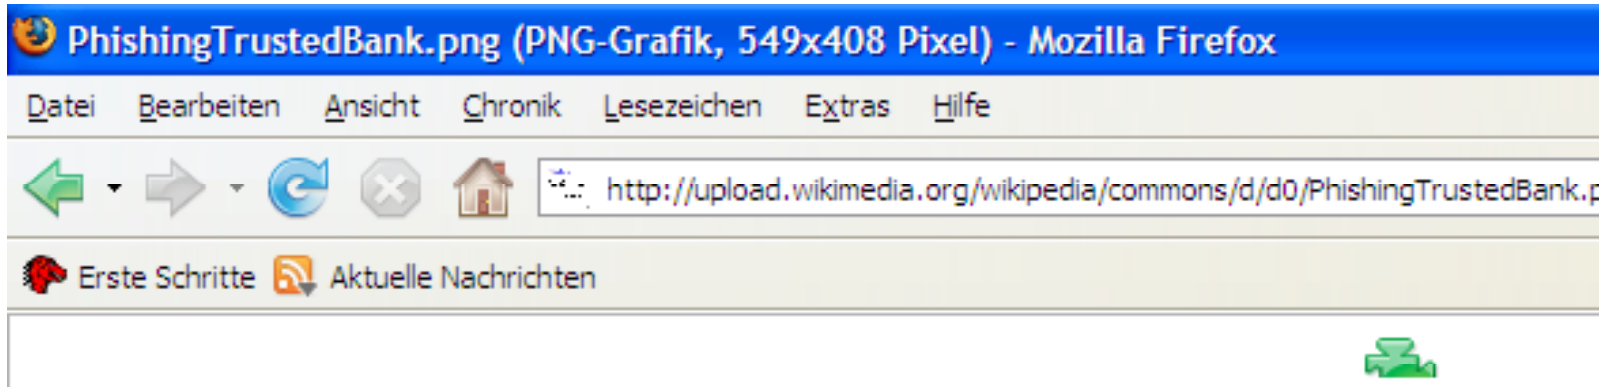 PhishingTrustedBank.png (PNG-Grafik, 549x408 Pixel) - Mozilla Firefox
Datei Bearbeiten Ansicht Chronik Lesezeichen Extras Hilfe
http://upload.wikimedia.org/wikipedia/commons/d/d0/PhishingTrustedBank.p
Erste Schritte Aktuelle Nachrichten